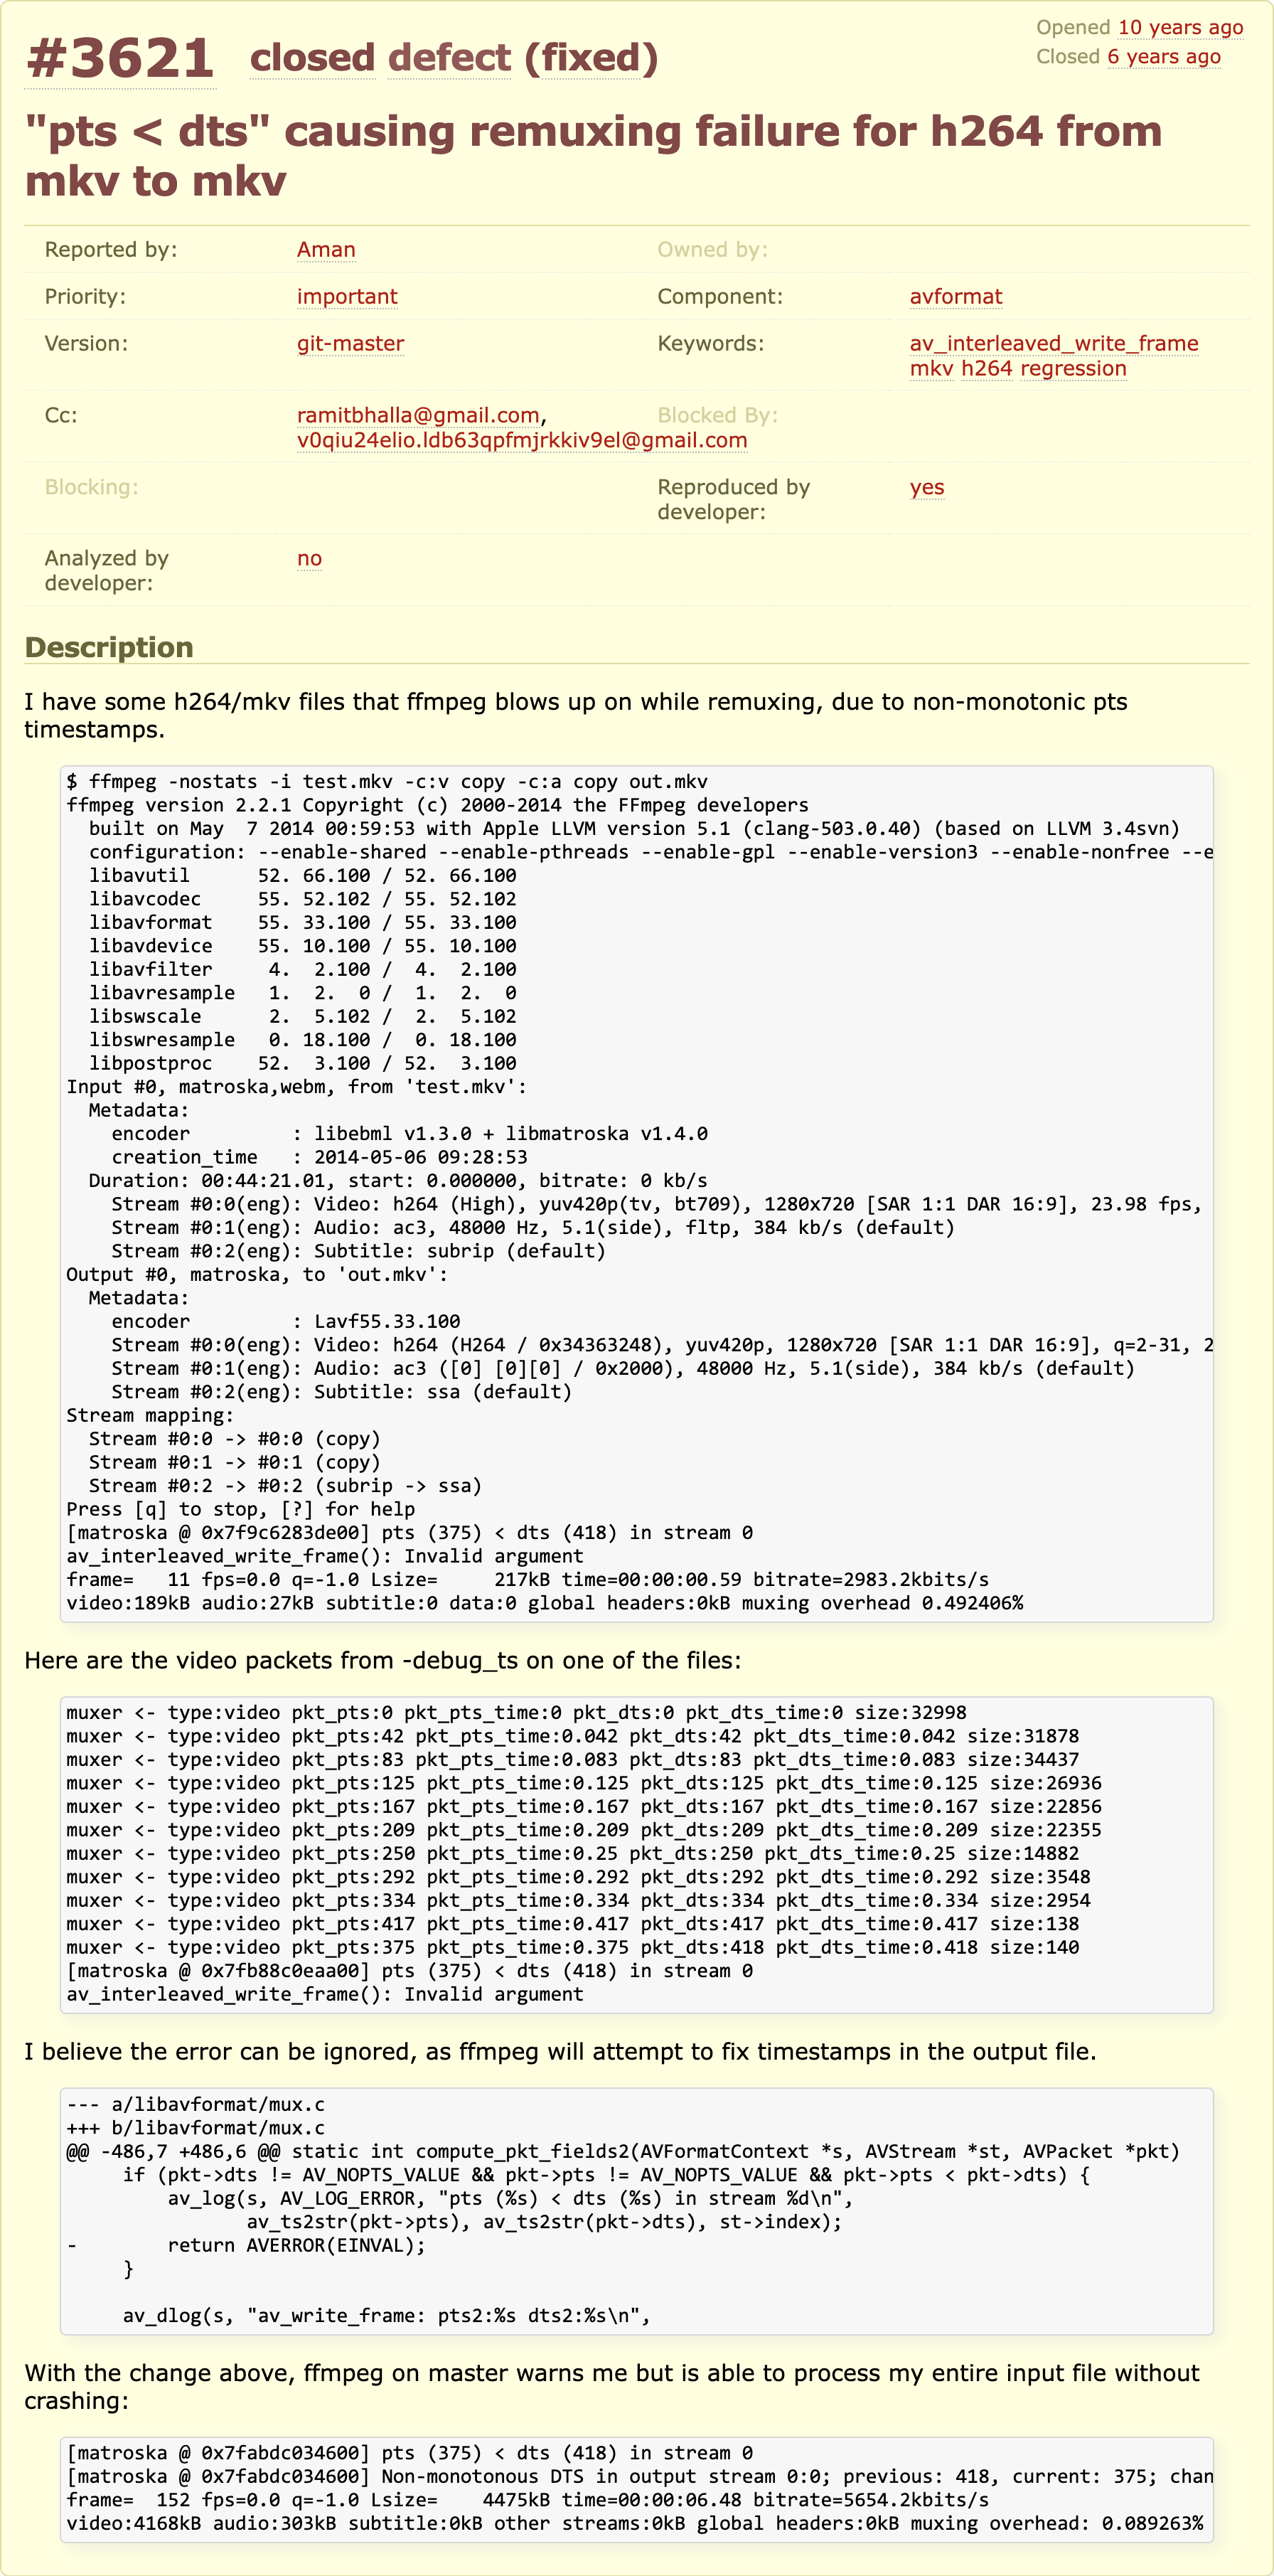 #3621 closed defect (fixed)
Opened 10 years ago
Closed 6 years ago
"pts < dts" causing remuxing failure for h264 from
mkv to mkv
Reported by: Aman Owned by:
Priority: important Component: avformat
Version: git-master Keywords: av_interleaved_write_frame
mkv h264 regression
Cc: ramitbhalla@gmail.com, Blocked By:
v0qiu24elio.ldb63qpfmjrkkiv9el@gmail.com
Blocking: Reproduced by yes
developer:
Analyzed by no
developer:
Description
I have some h264/mkv files that ffmpeg blows up on while remuxing, due to non-monotonic pts
timestamps.
$ ffmpeg -nostats -i test.mkv -c:v copy -c:a copy out.mkv
ffmpeg version 2.2.1 Copyright (c) 2000-2014 the FFmpeg developers
  built on May  7 2014 00:59:53 with Apple LLVM version 5.1 (clang-503.0.40) (based on LLVM 3.4svn)
  configuration: --enable-shared --enable-pthreads --enable-gpl --enable-version3 --enable-nonfree --e
  libavutil      52. 66.100 / 52. 66.100
  libavcodec     55. 52.102 / 55. 52.102
  libavformat    55. 33.100 / 55. 33.100
  libavdevice    55. 10.100 / 55. 10.100
  libavfilter     4.  2.100 /  4.  2.100
  libavresample   1.  2.  0 /  1.  2.  0
  libswscale      2.  5.102 /  2.  5.102
  libswresample   0. 18.100 /  0. 18.100
  libpostproc    52.  3.100 / 52.  3.100
Input #0, matroska,webm, from 'test.mkv':
  Metadata:
    encoder         : libebml v1.3.0 + libmatroska v1.4.0
    creation_time   : 2014-05-06 09:28:53
  Duration: 00:44:21.01, start: 0.000000, bitrate: 0 kb/s
    Stream #0:0(eng): Video: h264 (High), yuv420p(tv, bt709), 1280x720 [SAR 1:1 DAR 16:9], 23.98 fps,
    Stream #0:1(eng): Audio: ac3, 48000 Hz, 5.1(side), fltp, 384 kb/s (default)
    Stream #0:2(eng): Subtitle: subrip (default)
Output #0, matroska, to 'out.mkv':
  Metadata:
    encoder         : Lavf55.33.100
    Stream #0:0(eng): Video: h264 (H264 / 0x34363248), yuv420p, 1280x720 [SAR 1:1 DAR 16:9], q=2-31, 2
    Stream #0:1(eng): Audio: ac3 ([0] [0][0] / 0x2000), 48000 Hz, 5.1(side), 384 kb/s (default)
    Stream #0:2(eng): Subtitle: ssa (default)
Stream mapping:
  Stream #0:0 -> #0:0 (copy)
  Stream #0:1 -> #0:1 (copy)
  Stream #0:2 -> #0:2 (subrip -> ssa)
Press [q] to stop, [?] for help
[matroska @ 0x7f9c6283de00] pts (375) < dts (418) in stream 0
av_interleaved_write_frame(): Invalid argument
frame=   11 fps=0.0 q=-1.0 Lsize=     217kB time=00:00:00.59 bitrate=2983.2kbits/s
video:189kB audio:27kB subtitle:0 data:0 global headers:0kB muxing overhead 0.492406%
Here are the video packets from -debug_ts on one of the files:
muxer <- type:video pkt_pts:0 pkt_pts_time:0 pkt_dts:0 pkt_dts_time:0 size:32998
muxer <- type:video pkt_pts:42 pkt_pts_time:0.042 pkt_dts:42 pkt_dts_time:0.042 size:31878
muxer <- type:video pkt_pts:83 pkt_pts_time:0.083 pkt_dts:83 pkt_dts_time:0.083 size:34437
muxer <- type:video pkt_pts:125 pkt_pts_time:0.125 pkt_dts:125 pkt_dts_time:0.125 size:26936
muxer <- type:video pkt_pts:167 pkt_pts_time:0.167 pkt_dts:167 pkt_dts_time:0.167 size:22856
muxer <- type:video pkt_pts:209 pkt_pts_time:0.209 pkt_dts:209 pkt_dts_time:0.209 size:22355
muxer <- type:video pkt_pts:250 pkt_pts_time:0.25 pkt_dts:250 pkt_dts_time:0.25 size:14882
muxer <- type:video pkt_pts:292 pkt_pts_time:0.292 pkt_dts:292 pkt_dts_time:0.292 size:3548
muxer <- type:video pkt_pts:334 pkt_pts_time:0.334 pkt_dts:334 pkt_dts_time:0.334 size:2954
muxer <- type:video pkt_pts:417 pkt_pts_time:0.417 pkt_dts:417 pkt_dts_time:0.417 size:138
muxer <- type:video pkt_pts:375 pkt_pts_time:0.375 pkt_dts:418 pkt_dts_time:0.418 size:140
[matroska @ 0x7fb88c0eaa00] pts (375) < dts (418) in stream 0
av_interleaved_write_frame(): Invalid argument
I believe the error can be ignored, as ffmpeg will attempt to fix timestamps in the output file.
--- a/libavformat/mux.c
+++ b/libavformat/mux.c
@@ -486,7 +486,6 @@ static int compute_pkt_fields2(AVFormatContext *s, AVStream *st, AVPacket *pkt)
     if (pkt->dts != AV_NOPTS_VALUE && pkt->pts != AV_NOPTS_VALUE && pkt->pts < pkt->dts) {
         av_log(s, AV_LOG_ERROR, "pts (%s) < dts (%s) in stream %d\n",
                av_ts2str(pkt->pts), av_ts2str(pkt->dts), st->index);
-        return AVERROR(EINVAL);
     }
     av_dlog(s, "av_write_frame: pts2:%s dts2:%s\n",
With the change above, ffmpeg on master warns me but is able to process my entire input file without
crashing:
[matroska @ 0x7fabdc034600] pts (375) < dts (418) in stream 0
[matroska @ 0x7fabdc034600] Non-monotonous DTS in output stream 0:0; previous: 418, current: 375; chan
frame=  152 fps=0.0 q=-1.0 Lsize=    4475kB time=00:00:06.48 bitrate=5654.2kbits/s
video:4168kB audio:303kB subtitle:0kB other streams:0kB global headers:0kB muxing overhead: 0.089263%